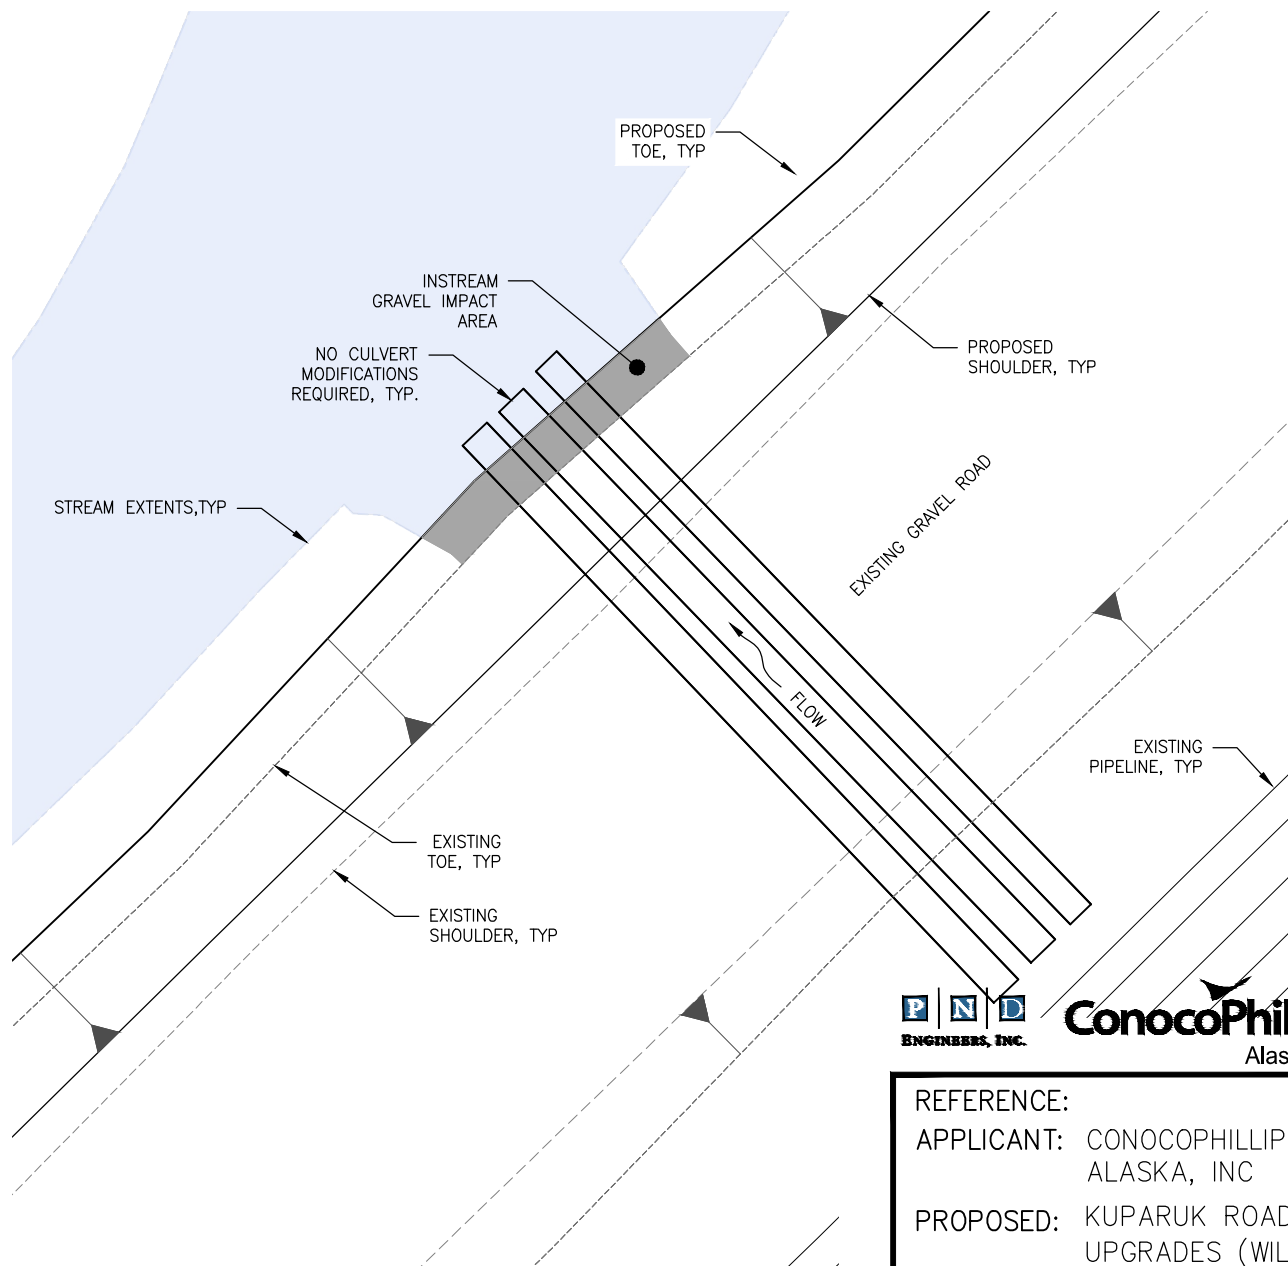 PROPOSED
TOE, TYP
INSTREAM
GRAVEL IMPACT
AREA
NO CULVERT
MODIFICATIONS
REQUIRED, TYP.
PROPOSED
SHOULDER, TYP
STREAM EXTENTS,TYP
EXISTING GRAVEL ROAD
FLOW
EXISTING
PIPELINE, TYP
EXISTING
TOE, TYP
EXISTING
SHOULDER, TYP
P N D
ENGINEERS, INC.
ConocoPhil
Alas
REFERENCE:
APPLICANT: CONOCOPHILLIP
ALASKA, INC
PROPOSED: KUPARUK ROAD
UPGRADES (WIL